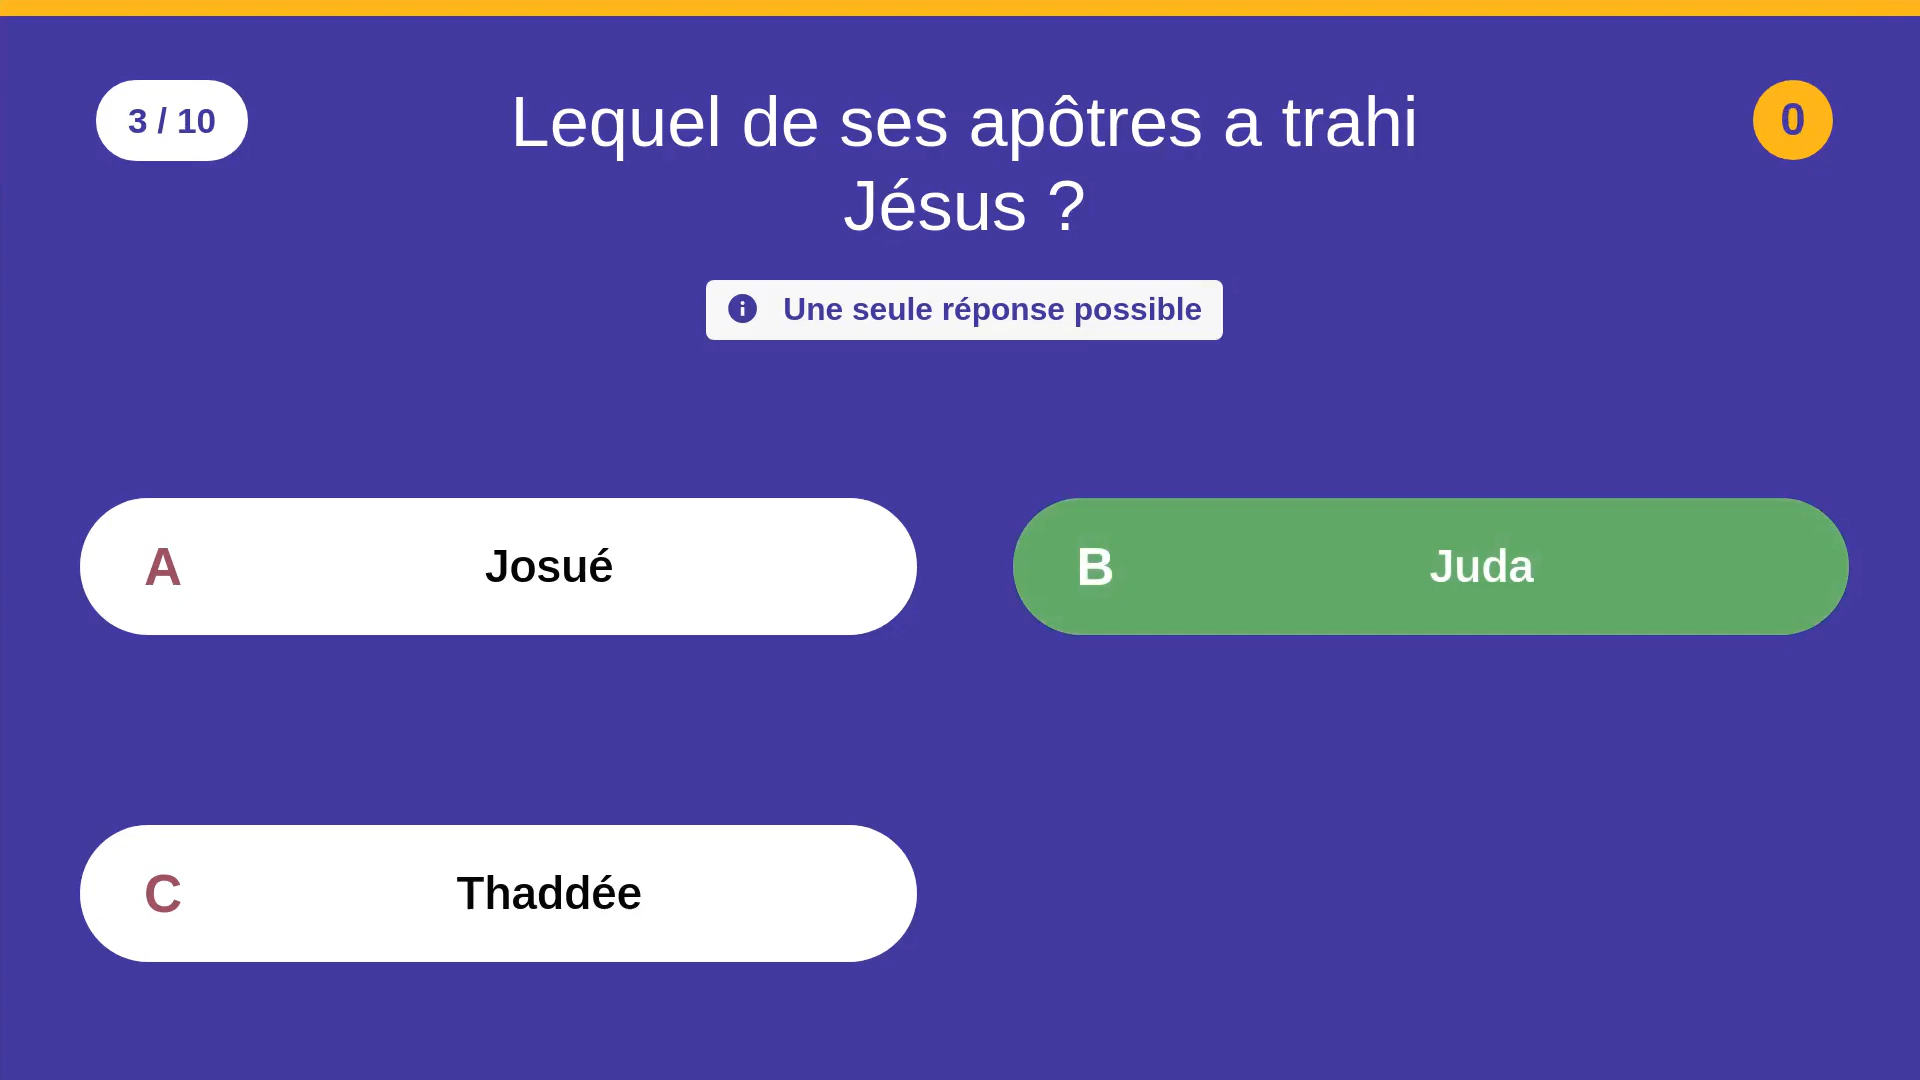 3 / 10
Lequel de ses apôtres a trahi
Jésus ?
0
Une seule réponse possible
A Josué
B Juda
C Thaddée